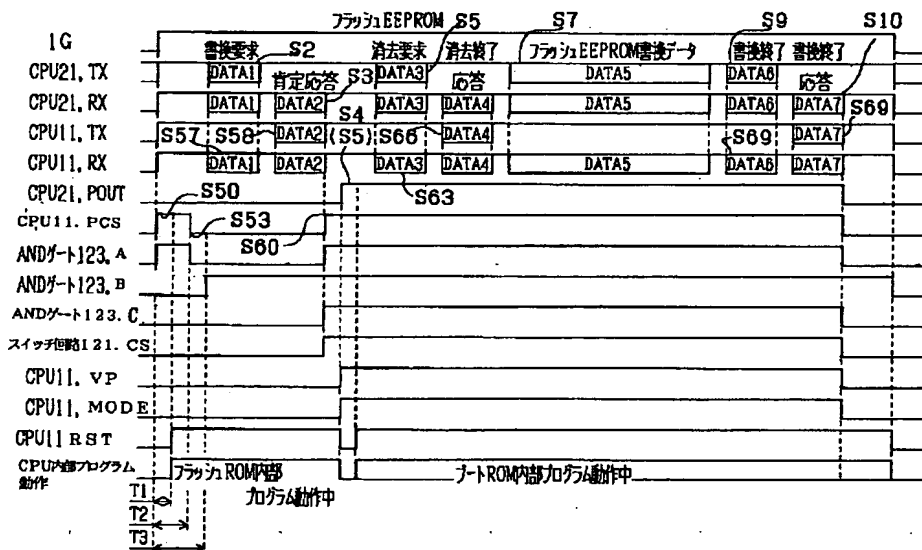 フラッシュEEPROM S5 S7 S9 S10
IG
書換要求 S2 消去要求 消去終了 フラッシュEEPROM書換データ 書換終了 書換終了
CPU21.TX DATA1 肯定応答 S3 DATA3 応答 DATA5 DATA6 応答
CPU21.RX DATA1 DATA2 S4 DATA3 DATA4 DATA5 DATA6 DATA7 S69
CPU11.TX S57 S58 DATA2 (S5) S66 DATA4 S69 DATA7
CPU11.RX DATA1 DATA2 DATA3 DATA4 DATA5 DATA6 DATA7
CPU21.POUT S50 S63
CPU11.PCS S53
ANDゲート123.A S60
ANDゲート123.B
ANDゲート123.C
スイッチ回路121.CS
CPU11.VP
CPU11.MODE
CPU11RST
CPU内部プログラム フラッシュROM内部 ブートROM内部プログラム動作中
動作 プログラム動作中
T1
T2
T3